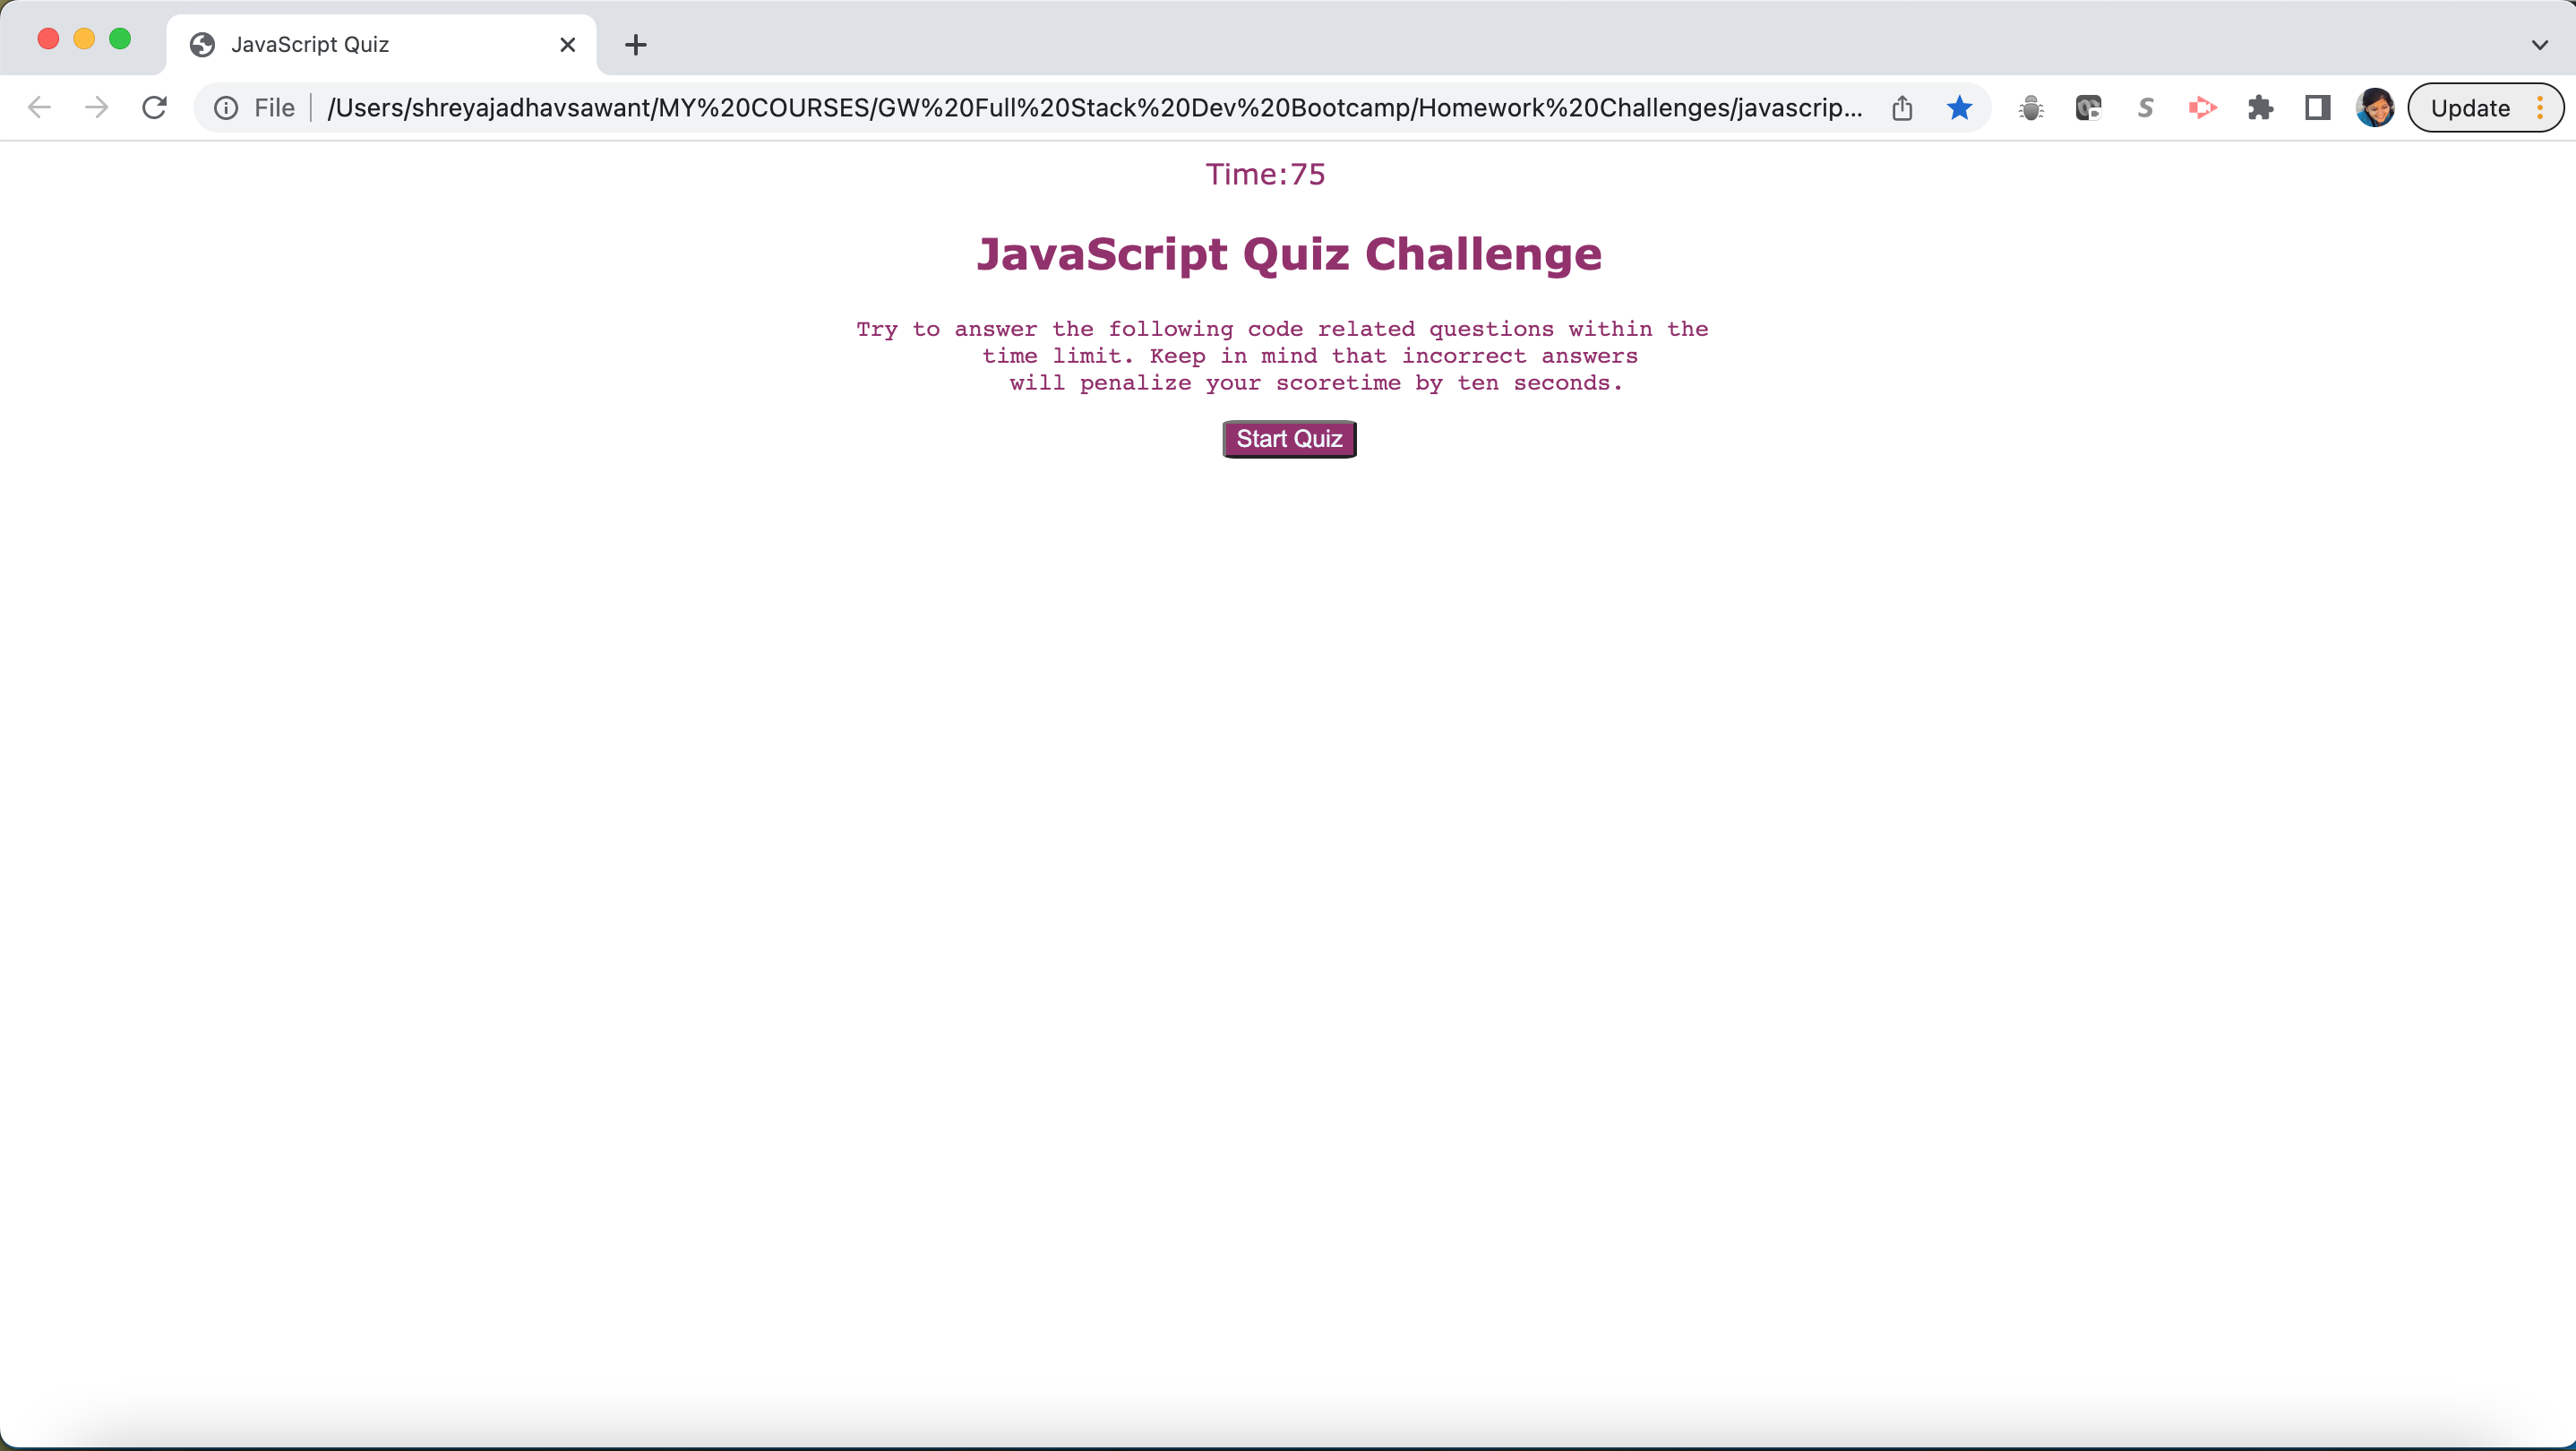 JavaScript Quiz
File
/Users/shreyajadhavsawant/MY%20COURSES/GW%20Full%20Stack%20Dev%20Bootcamp/Homework%20Challenges/javascrip...
Update
Time:75
JavaScript Quiz Challenge
Try to answer the following code related questions within the
time limit. Keep in mind that incorrect answers
will penalize your scoretime by ten seconds.
Start Quiz